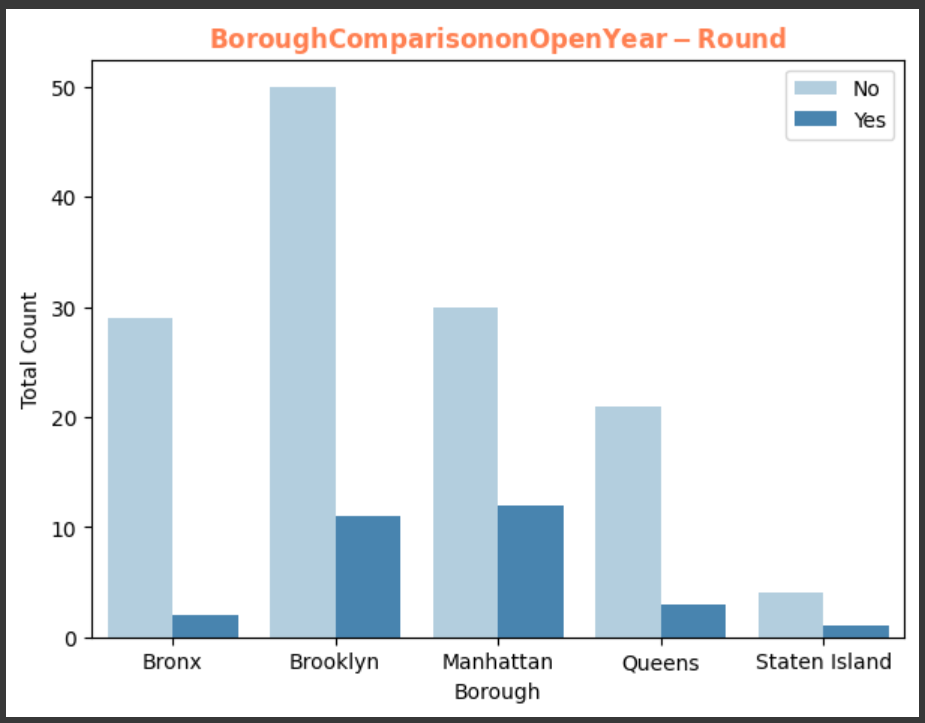 BoroughComparisononOpenYear – Round
No
Yes
50
40
30
20
10
0
Total Count
Bronx
Brooklyn
Manhattan
Queens
Staten Island
Borough